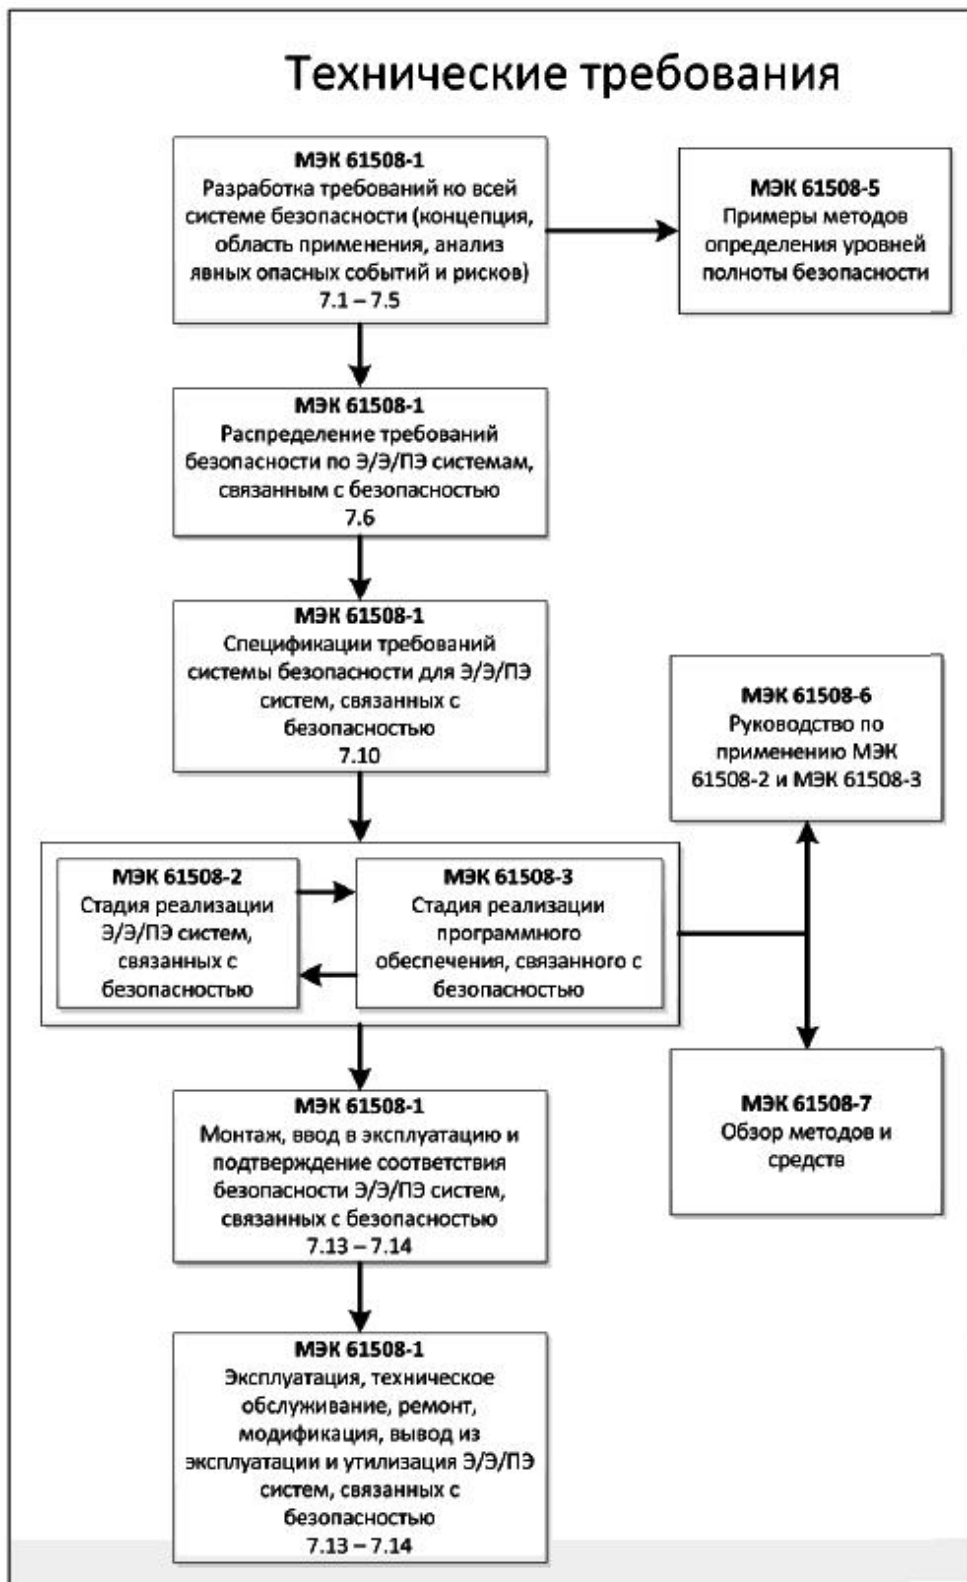 Технические требования
МЭК 61508-1
Разработка требований ко всей
системе безопасности (концепция,
область применения, анализ
явных опасных событий и рисков)
7.1 – 7.5
МЭК 61508-5
Примеры методов
определения уровней
полноты безопасности
МЭК 61508-1
Распределение требований
безопасности по Э/Э/ПЭ системам,
связанным с безопасностью
7.6
МЭК 61508-1
Спецификации требований
системы безопасности для Э/Э/ПЭ
систем, связанных с
безопасностью
7.10
МЭК 61508-6
Руководство по
применению МЭК
61508-2 и МЭК 61508-3
МЭК 61508-2
Стадия реализации
Э/Э/ПЭ систем,
связанных с
безопасностью
МЭК 61508-3
Стадия реализации
программного
обеспечения, связанного с
безопасностью
МЭК 61508-1
Монтаж, ввод в эксплуатацию и
подтверждение соответствия
безопасности Э/Э/ПЭ систем,
связанных с безопасностью
7.13 – 7.14
МЭК 61508-7
Обзор методов и
средств
МЭК 61508-1
Эксплуатация, техническое
обслуживание, ремонт,
модификация, вывод из
эксплуатации и утилизация Э/Э/ПЭ
систем, связанных с
безопасностью
7.13 – 7.14